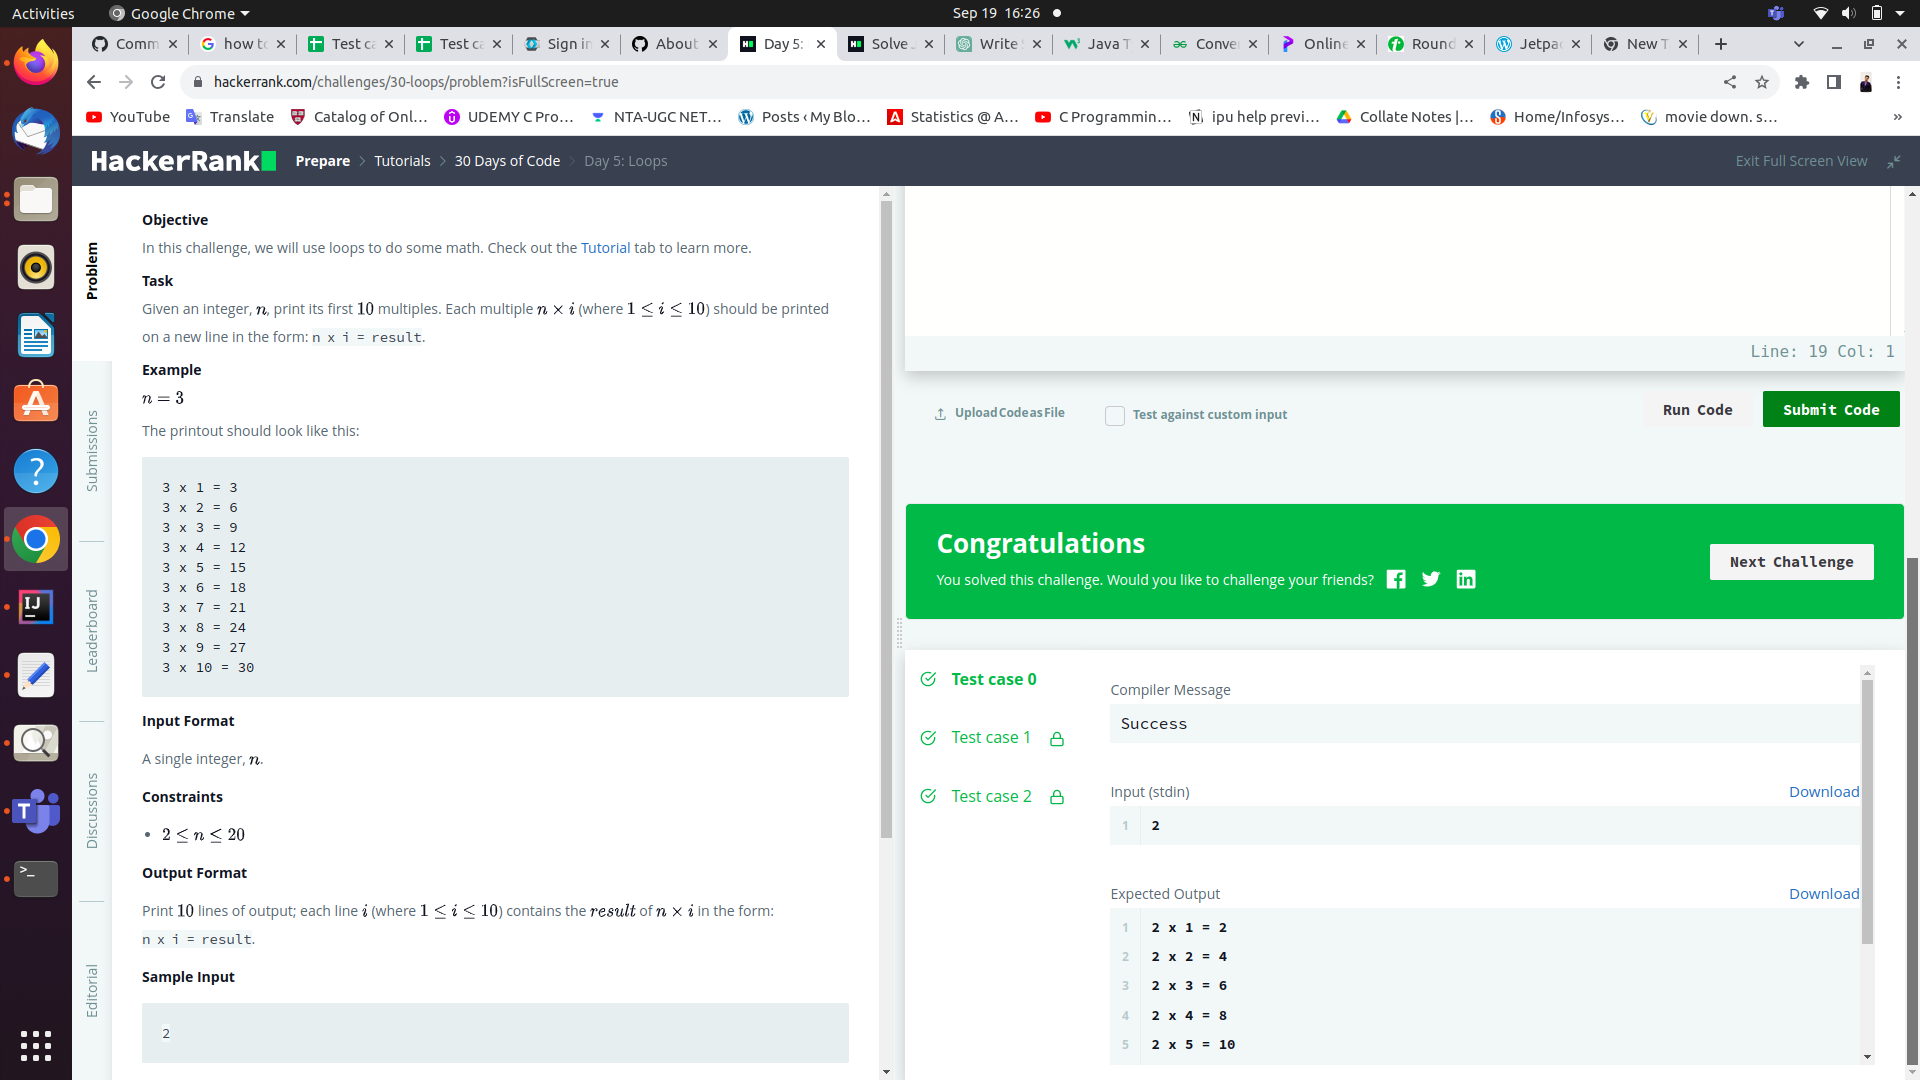 Activities
Google Chrome
Sep 19 16:26
Comm
how to
Test ca
Test ca
Sign in
About
Day 5:
Solve
Write
Java T
Conve
Online
Round
Jetpa
New T
hackerrank.com/challenges/30-loops/problem?isFullScreen=true
YouTube
Translate
Catalog of Onl...
UDEMY C Pro...
NTA-UGC NET...
Posts ‹ My Blo...
Statistics @ A...
C Programmin...
ipu help previ...
Collate Notes |...
Home/Infosys...
movie down. s...
»
HackerRank
Prepare > Tutorials > 30 Days of Code > Day 5: Loops
Exit Full Screen View
Problem
Submissions
Leaderboard
Discussions
Editorial
Objective
In this challenge, we will use loops to do some math. Check out the Tutorial tab to learn more.
Task
Given an integer, n, print its first 10 multiples. Each multiple n × i (where 1 ≤ i ≤ 10) should be printed
on a new line in the form: n x i = result.
Example
n = 3
The printout should look like this:
3 x 1 = 3
3 x 2 = 6
3 x 3 = 9
3 x 4 = 12
3 x 5 = 15
3 x 6 = 18
3 x 7 = 21
3 x 8 = 24
3 x 9 = 27
3 x 10 = 30
Input Format
A single integer, n.
Constraints
• 2 ≤ n ≤ 20
Output Format
Print 10 lines of output; each line i (where 1 ≤ i ≤ 10) contains the result of n × i in the form:
n x i = result.
Sample Input
2
Line: 19 Col: 1
Upload Code as File
Test against custom input
Run Code
Submit Code
Congratulations
You solved this challenge. Would you like to challenge your friends?
Next Challenge
Test case 0
Test case 1
Test case 2
Compiler Message
Success
Input (stdin)
Download
1 2
Expected Output
Download
1 2 x 1 = 2
2 2 x 2 = 4
3 2 x 3 = 6
4 2 x 4 = 8
5 2 x 5 = 10